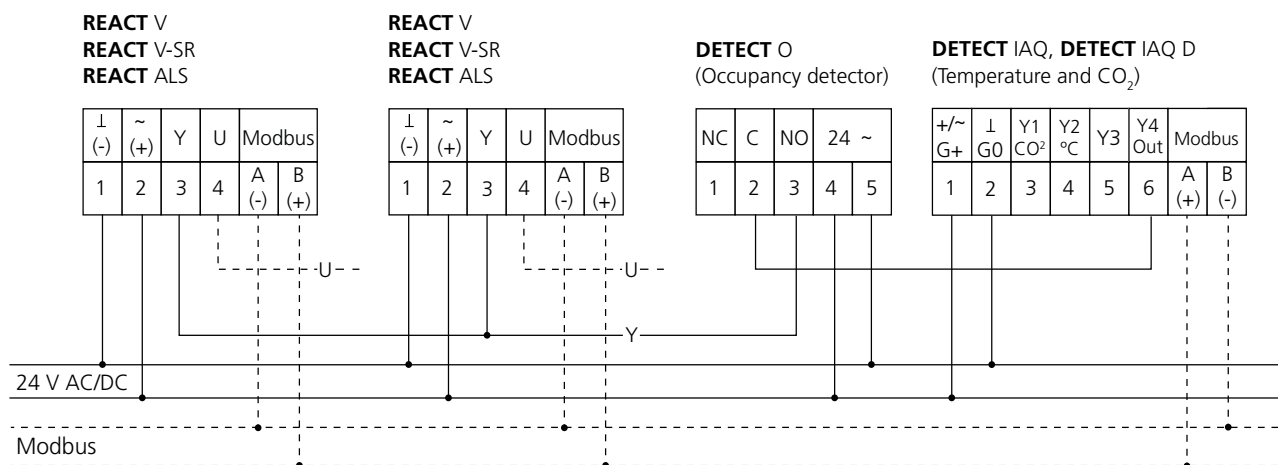 REACT V
REACT V-SR
REACT ALS
⊥ (-) ~ (+) Y U Modbus
1 2 3 4 A (-) B (+)
REACT V
REACT V-SR
REACT ALS
⊥ (-) ~ (+) Y U Modbus
1 2 3 4 A (-) B (+)
DETECT O
(Occupancy detector)
NC C NO 24 ~
1 2 3 4 5
DETECT IAQ, DETECT IAQ D
(Temperature and CO₂)
+/~ G+ ⊥ G0 Y1 CO² Y2 ºC Y3 Y4 Out Modbus
1 2 3 4 5 6 A (+) B (-)
U
U
Y
24 V AC/DC
Modbus